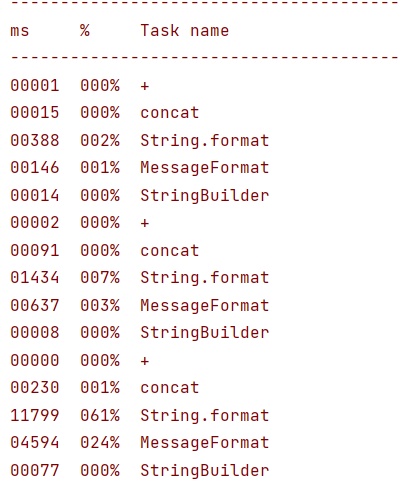 ---------------------------------------
ms     %     Task name
---------------------------------------
00001  000%  +
00015  000%  concat
00388  002%  String.format
00146  001%  MessageFormat
00014  000%  StringBuilder
00002  000%  +
00091  000%  concat
01434  007%  String.format
00637  003%  MessageFormat
00008  000%  StringBuilder
00000  000%  +
00230  001%  concat
11799  061%  String.format
04594  024%  MessageFormat
00077  000%  StringBuilder